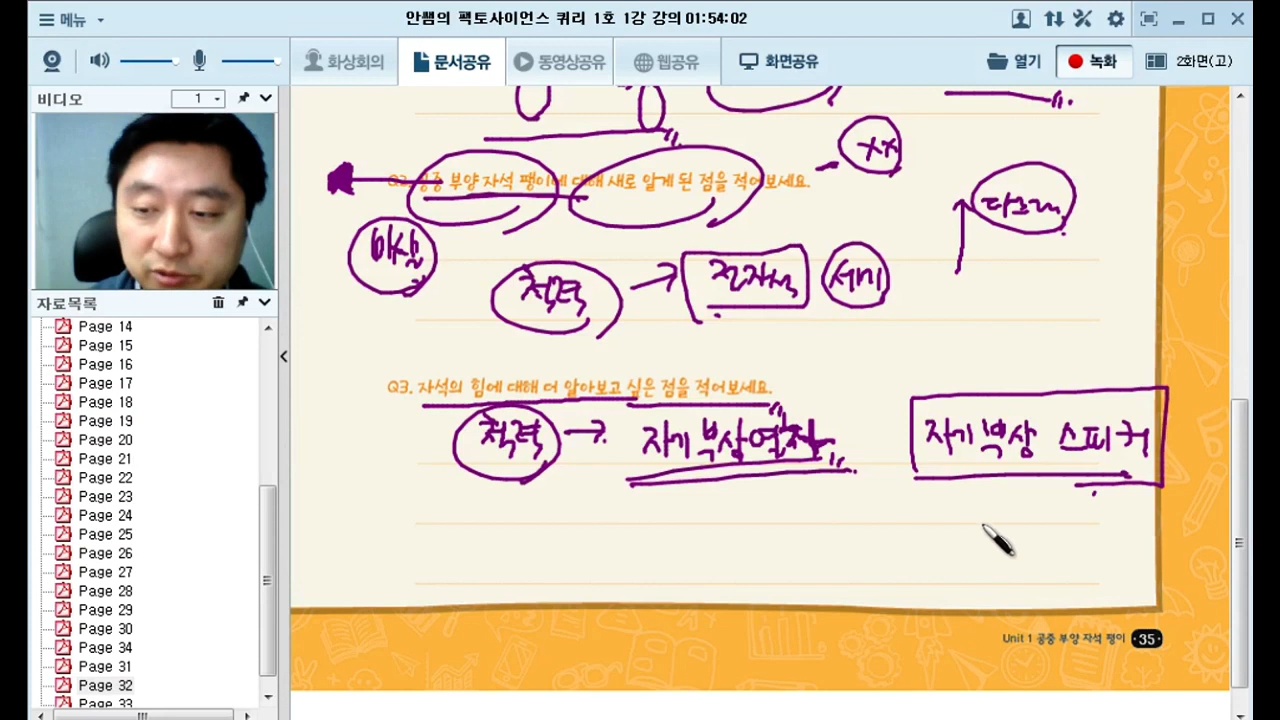 메뉴
안쌤의 팩토사이언스 쿼리 1호 1강 강의01:54:02
화상회의
문서공유
동영상공유
웹공유
화면공유
열기
녹화
2화면(고)
비디오
1
자료목록
Page 14
Page 15
Page 16
Page 17
Page 18
Page 19
Page 20
Page 21
Page 22
Page 23
Page 24
Page 25
Page 26
Page 27
Page 28
Page 29
Page 30
Page 34
Page 31
Page 32
Page 33
Q2. 공중 부양 자석 팽이에 대해 새로 알게 된 점을 적어보세요.
척력 → 전자석 세기
Q3. 자석의 힘에 대해 더 알아보고 싶은 점을 적어보세요.
척력 → 자기부상열차
자기부상 스피커
Unit 1 공중 부양 자석 팽이 ·35·